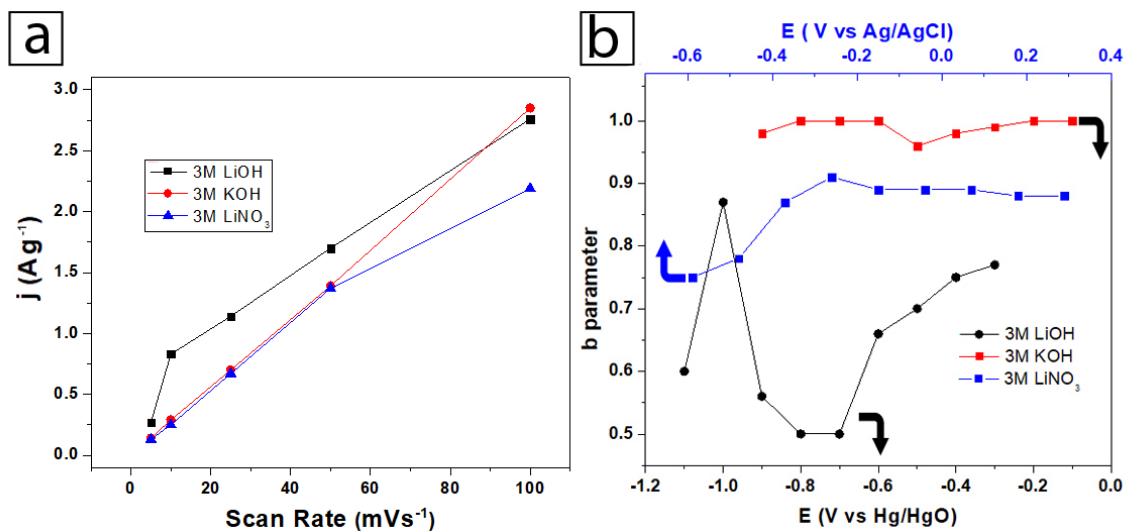 a
j (Ag⁻¹)
3.0
2.5
2.0
1.5
1.0
0.5
0.0
3M LiOH
3M KOH
3M LiNO₃
0 20 40 60 80 100
Scan Rate (mVs⁻¹)
b
E ( V vs Ag/AgCl)
-0.6 -0.4 -0.2 0.0 0.2 0.4
b parameter
1.0
0.9
0.8
0.7
0.6
0.5
3M LiOH
3M KOH
3M LiNO₃
-1.2 -1.0 -0.8 -0.6 -0.4 -0.2 0.0
E (V vs Hg/HgO)